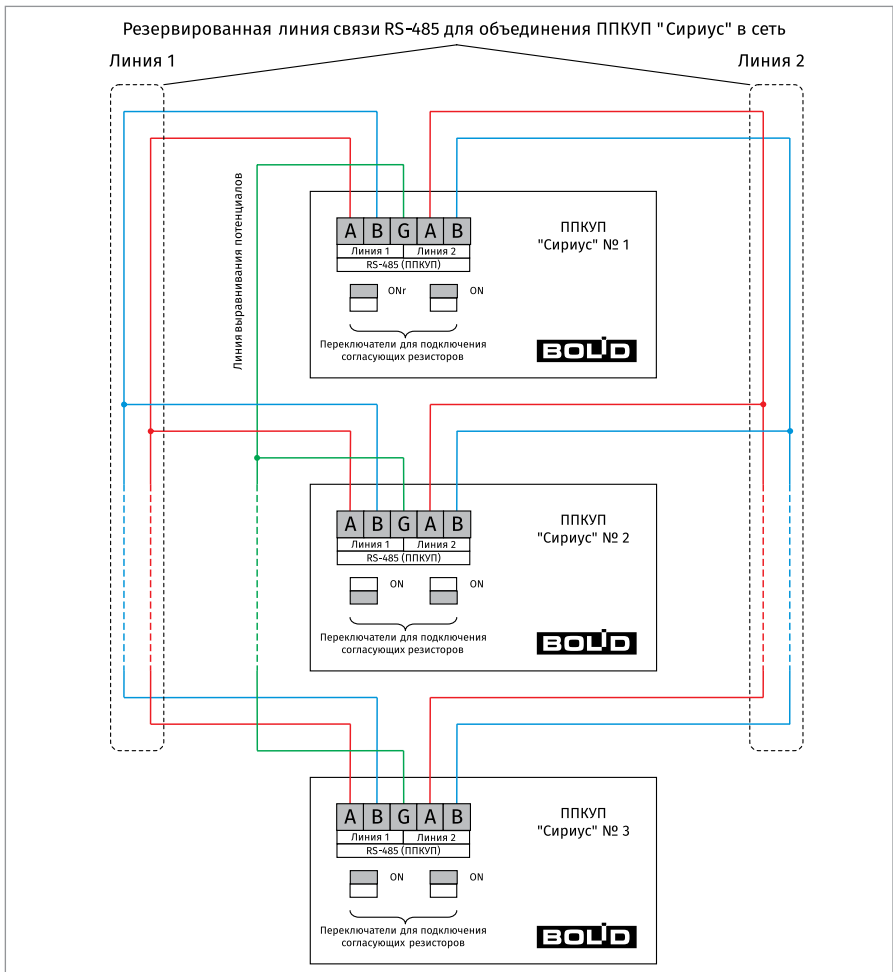 Резервированная линия связи RS-485 для объединения ППКУП "Сириус" в сеть
Линия 1
Линия 2
Линия выравнивания потенциалов
A B G A B
Линия 1 Линия 2
RS-485 (ППКУП)
ONr ON
Переключатели для подключения
согласующих резисторов
ППКУП
"Сириус" № 1
BOLID
A B G A B
Линия 1 Линия 2
RS-485 (ППКУП)
ON ON
Переключатели для подключения
согласующих резисторов
ППКУП
"Сириус" № 2
BOLID
A B G A B
Линия 1 Линия 2
RS-485 (ППКУП)
ON ON
Переключатели для подключения
согласующих резисторов
ППКУП
"Сириус" № 3
BOLID